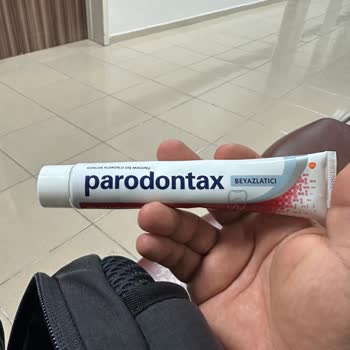 GÜNLÜK FLORÜRLÜ DİŞ MACUNU
parodontax
BEYAZLATICI